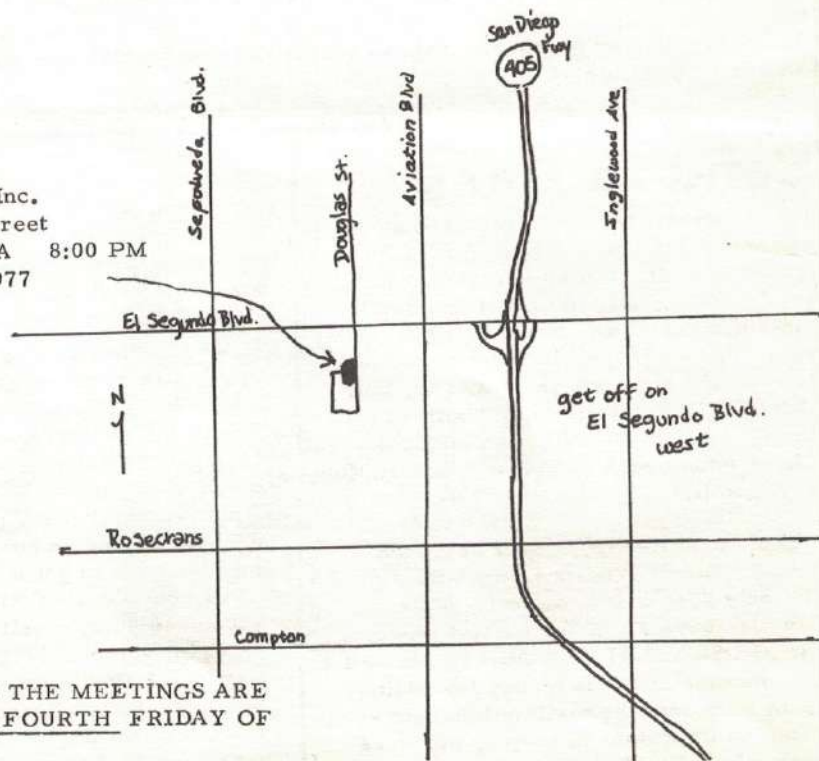 San Diego
Fwy
405
Sepulveda Blvd.
Douglas St.
Aviation Blvd
Inglewood Ave
Inc.
reet
A 8:00 PM
977
El Segundo Blvd.
N
get off on
El Segundo Blvd.
west
Rosecrans
Compton
THE MEETINGS ARE
FOURTH FRIDAY OF